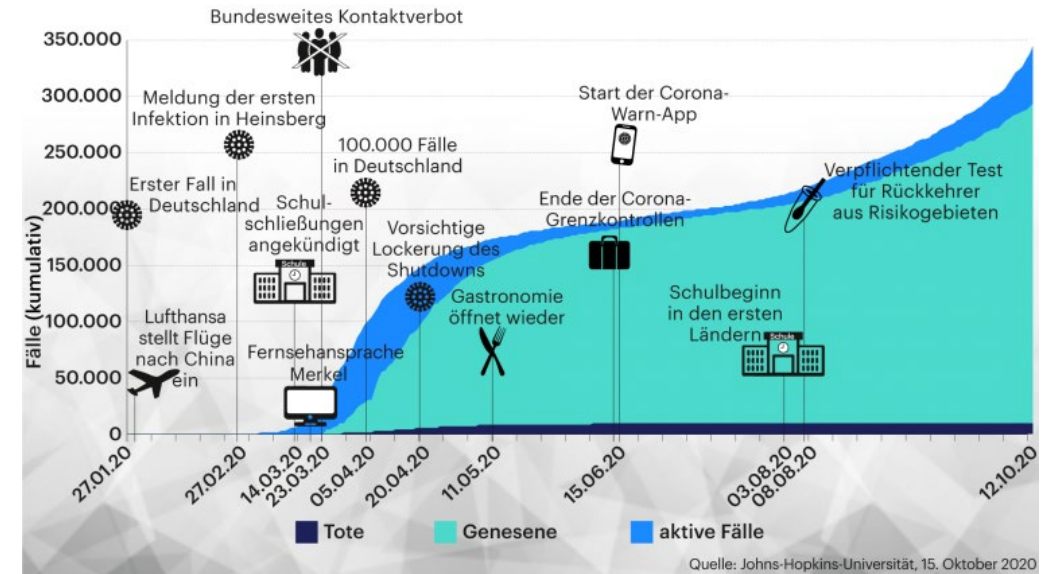 Bundesweites Kontaktverbot
350.000
300.000
250.000
200.000
150.000
100.000
50.000
0
Fälle (kumulativ)
Meldung der ersten
Infektion in Heinsberg
Erster Fall in
Deutschland
Lufthansa
stellt Flüge
nach China
ein
Schul-
schließungen
angekündigt
Schule
Fernsehansprache
Merkel
100.000 Fälle
in Deutschland
Vorsichtige
Lockerung des
Shutdowns
Gastronomie
öffnet wieder
Start der Corona-
Warn-App
Ende der Corona-
Grenzkontrollen
Schulbeginn
in den ersten
Ländern
Schule
Verpflichtender Test
für Rückkehrer
aus Risikogebieten
27.01.20
27.02.20
14.03.20
23.03.20
05.04.20
20.04.20
11.05.20
15.06.20
03.08.20
08.08.20
12.10.20
Tote
Genesene
aktive Fälle
Quelle: Johns-Hopkins-Universität, 15. Oktober 2020